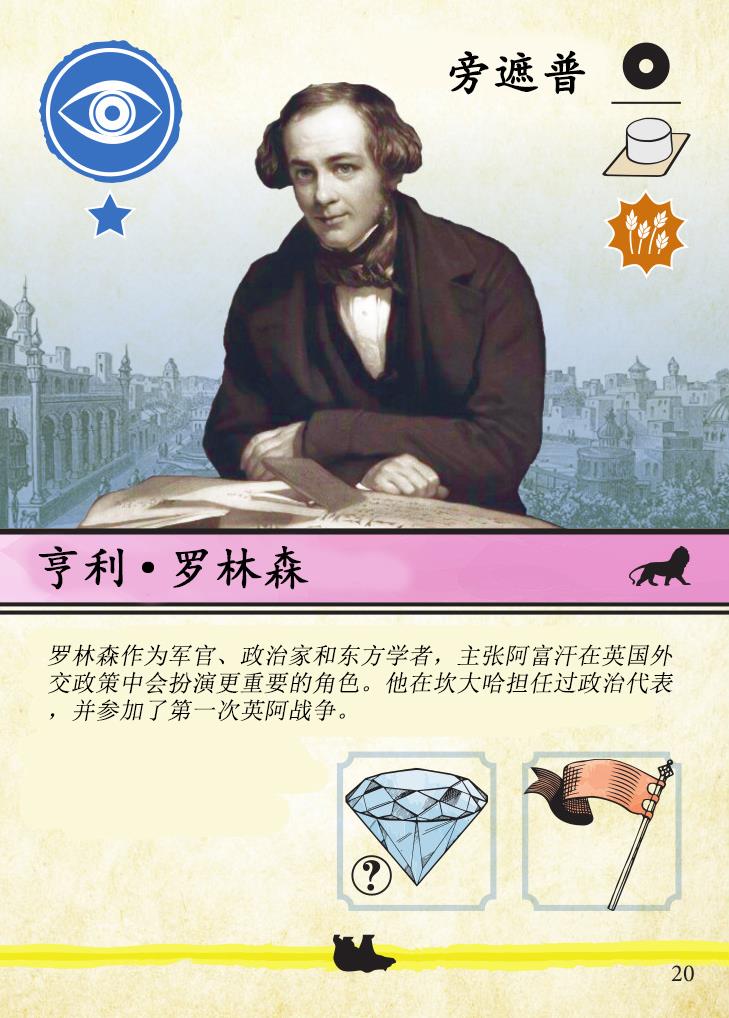 旁遮普
亨利·罗林森
罗林森作为军官、政治家和东方学者，主张阿富汗在英国外
交政策中会扮演更重要的角色。他在坎大哈担任过政治代表
，并参加了第一次英阿战争。
?
20